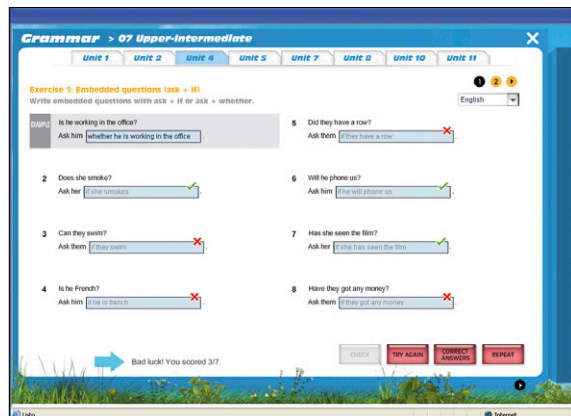 Grammar > 07 Upper-Intermediate
Unit 1 Unit 2 Unit 4 Unit 5 Unit 7 Unit 8 Unit 10 Unit 11
1 2
Exercise 1: Embedded questions (ask + if)
Write embedded questions with ask + if or ask + whether.
English
EXAMPLE
Is he working in the office?
Ask him whether he is working in the office .
2 Does she smoke?
Ask her if she smokes .
3 Can they swim?
Ask them if they swim .
4 Is he French?
Ask him if he is french .
5 Did they have a row?
Ask them if they have a row .
6 Will he phone us?
Ask him if he will phone us .
7 Has she seen the film?
Ask her if she has seen the film .
8 Have they got any money?
Ask them if they got any money .
Bad luck! You scored 3/7.
CHECK
TRY AGAIN
CORRECT
ANSWERS
REPEAT
Listo
Internet